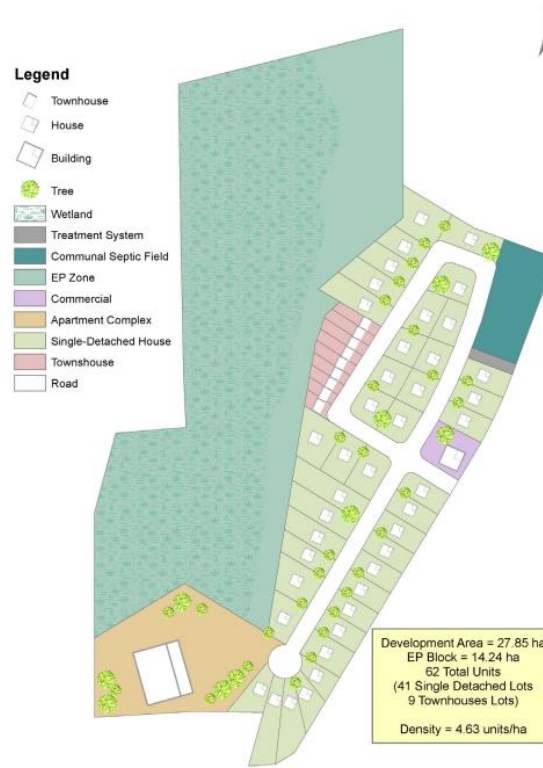 Legend
Townhouse
House
Building
Tree
Wetland
Treatment System
Communal Septic Field
EP Zone
Commercial
Apartment Complex
Single-Detached House
Townshouse
Road
Development Area = 27.85 ha
EP Block = 14.24 ha
62 Total Units
(41 Single Detached Lots
9 Townhouses Lots)
Density = 4.63 units/ha